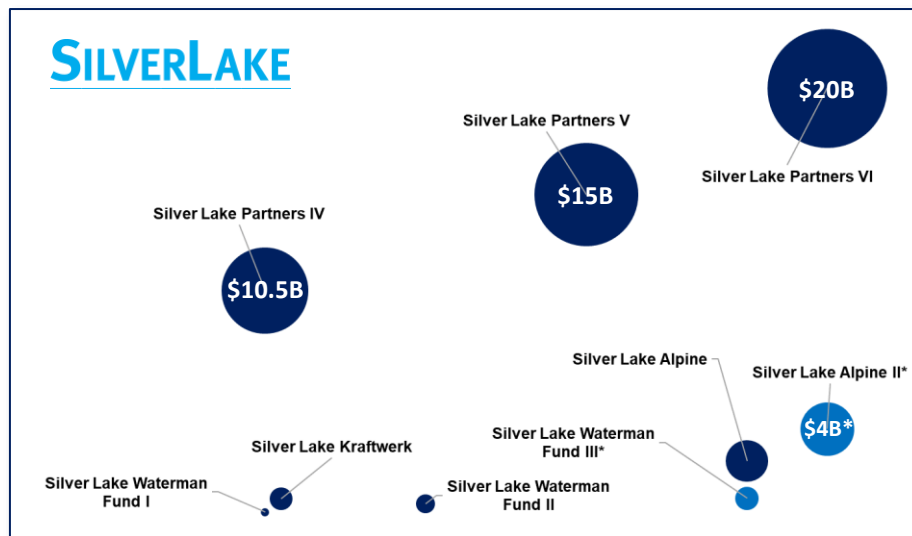 SILVERLAKE
$20B
Silver Lake Partners V
Silver Lake Partners VI
$15B
Silver Lake Partners IV
$10.5B
Silver Lake Alpine
Silver Lake Alpine II*
$4B*
Silver Lake Waterman
Fund III*
Silver Lake Kraftwerk
Silver Lake Waterman
Fund I
Silver Lake Waterman
Fund II